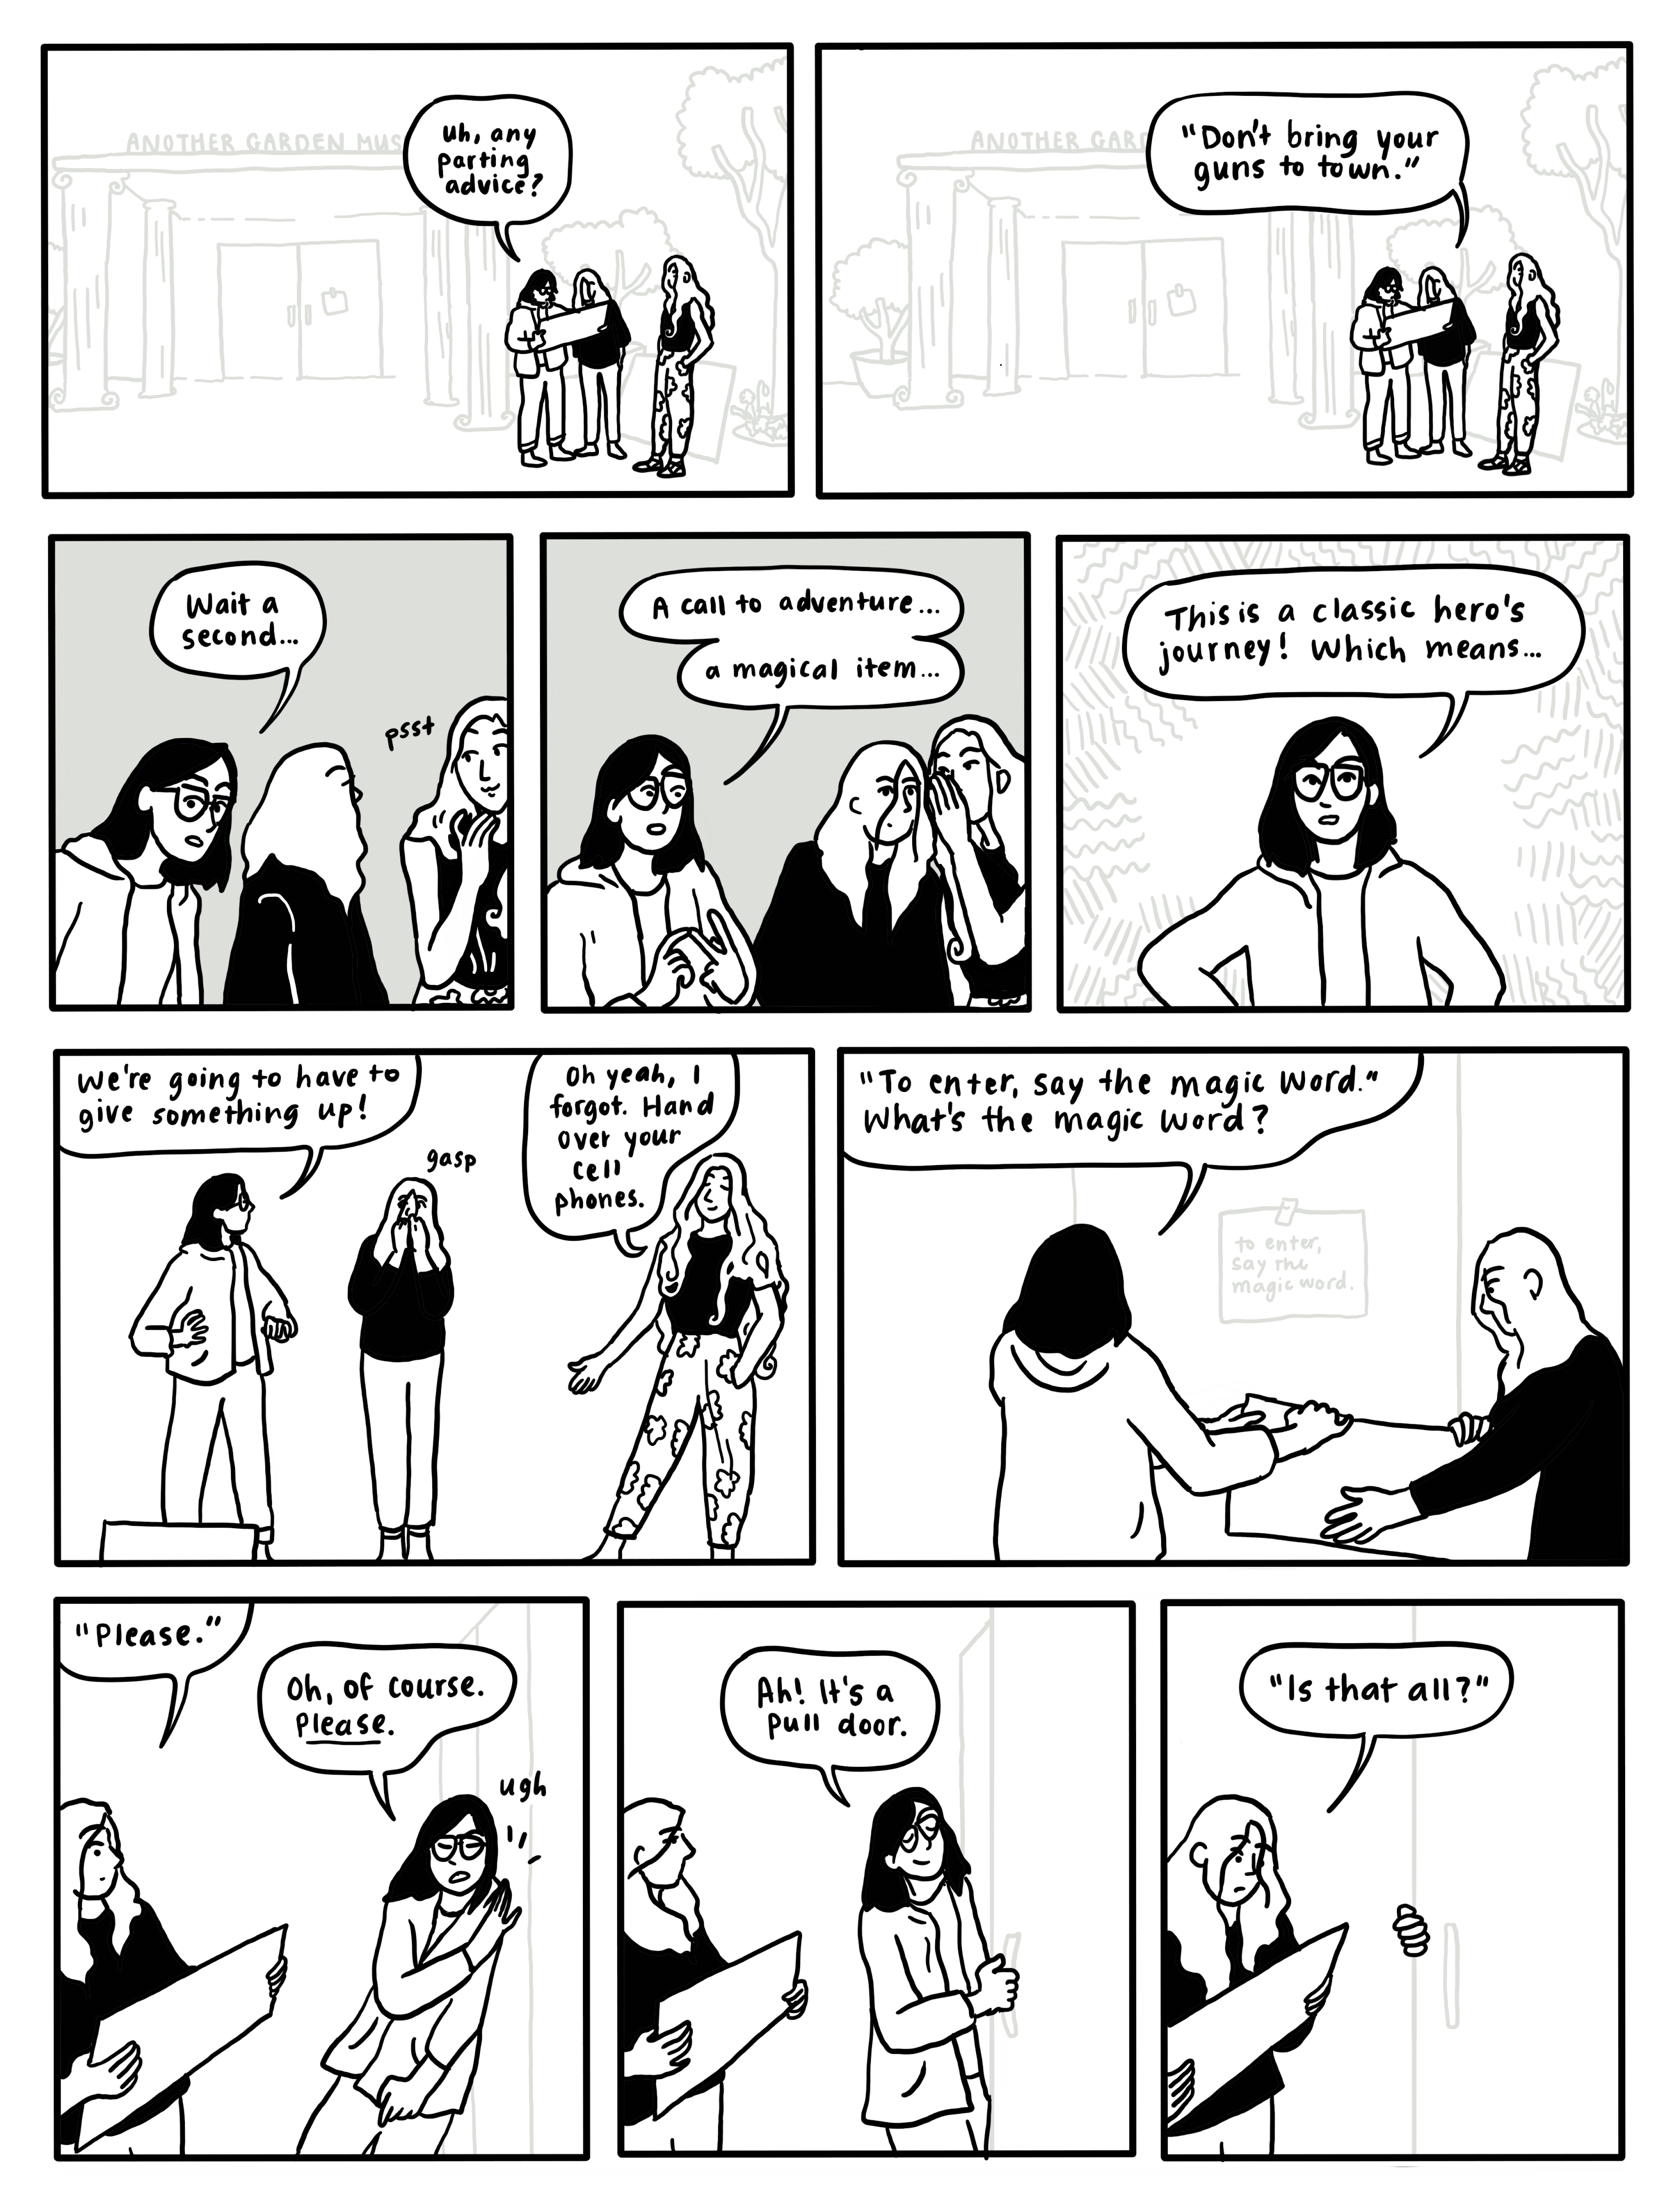 ANOTHER GARDEN MUS
Uh, any
parting
advice?
ANOTHER GARD
"Don't bring your
guns to town."
Wait a
second...
psst
A call to adventure...
a magical item...
This is a classic hero's
journey! Which means...
We're going to have to
give something up!
gasp
Oh yeah, I
forgot. Hand
over your
cell
phones.
"To enter, say the magic word."
What's the magic word?
to enter,
say the
magic word.
"Please."
Oh, of course.
Please.
ugh
Ah! It's a
pull door.
"Is that all?"